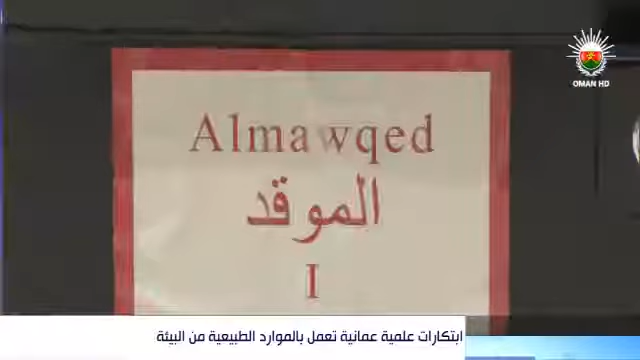 OMAN HD
Almawqed
الموقد
I
ابتكارات علمية عمانية تعمل بالموارد الطبيعية من البيئة